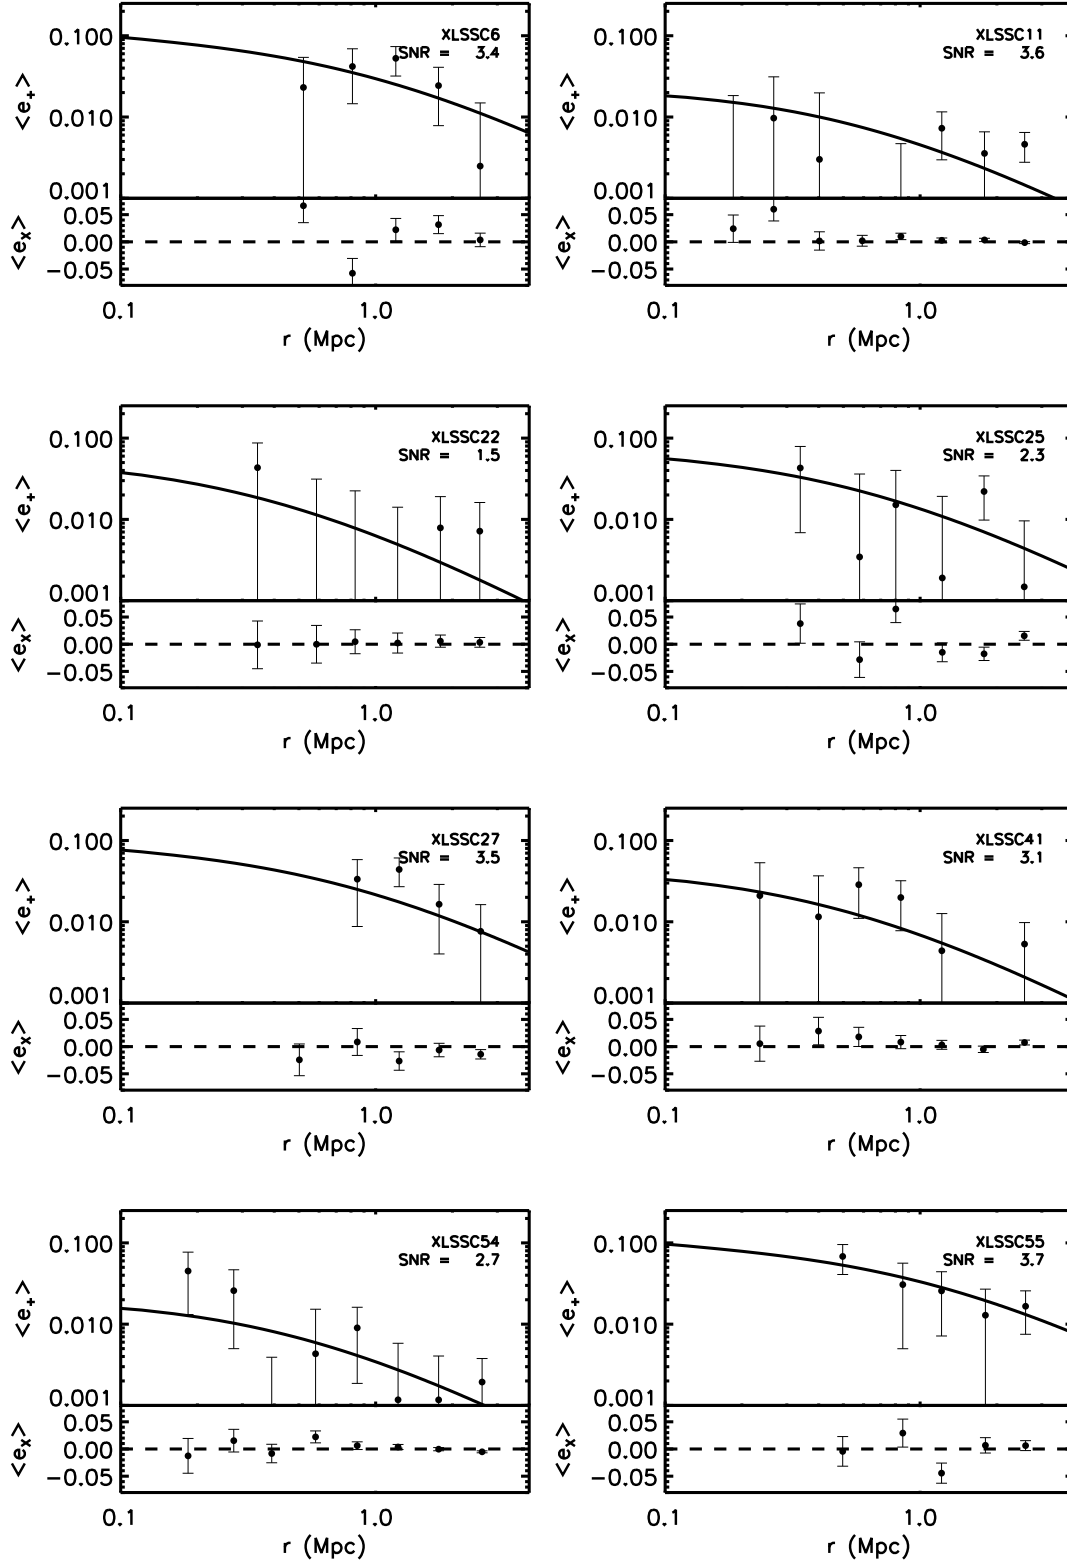 XLSSC6
SNR = 3.4
<e+>
0.100
0.010
0.001
<ex>
0.05
0.00
−0.05
0.1
1.0
r (Mpc)
XLSSC11
SNR = 3.6
<e+>
0.100
0.010
0.001
<ex>
0.05
0.00
−0.05
0.1
1.0
r (Mpc)
XLSSC22
SNR = 1.5
<e+>
0.100
0.010
0.001
<ex>
0.05
0.00
−0.05
0.1
1.0
r (Mpc)
XLSSC25
SNR = 2.3
<e+>
0.100
0.010
0.001
<ex>
0.05
0.00
−0.05
0.1
1.0
r (Mpc)
XLSSC27
SNR = 3.5
<e+>
0.100
0.010
0.001
<ex>
0.05
0.00
−0.05
0.1
1.0
r (Mpc)
XLSSC41
SNR = 3.1
<e+>
0.100
0.010
0.001
<ex>
0.05
0.00
−0.05
0.1
1.0
r (Mpc)
XLSSC54
SNR = 2.7
<e+>
0.100
0.010
0.001
<ex>
0.05
0.00
−0.05
0.1
1.0
r (Mpc)
XLSSC55
SNR = 3.7
<e+>
0.100
0.010
0.001
<ex>
0.05
0.00
−0.05
0.1
1.0
r (Mpc)